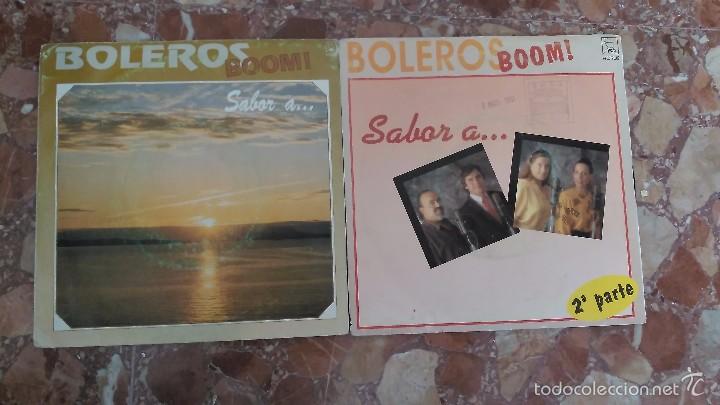 BOLEROS
BOOM!
Sabor a...
BOLEROS
BOOM!
Sabor a...
2ª parte
todocoleccion.net